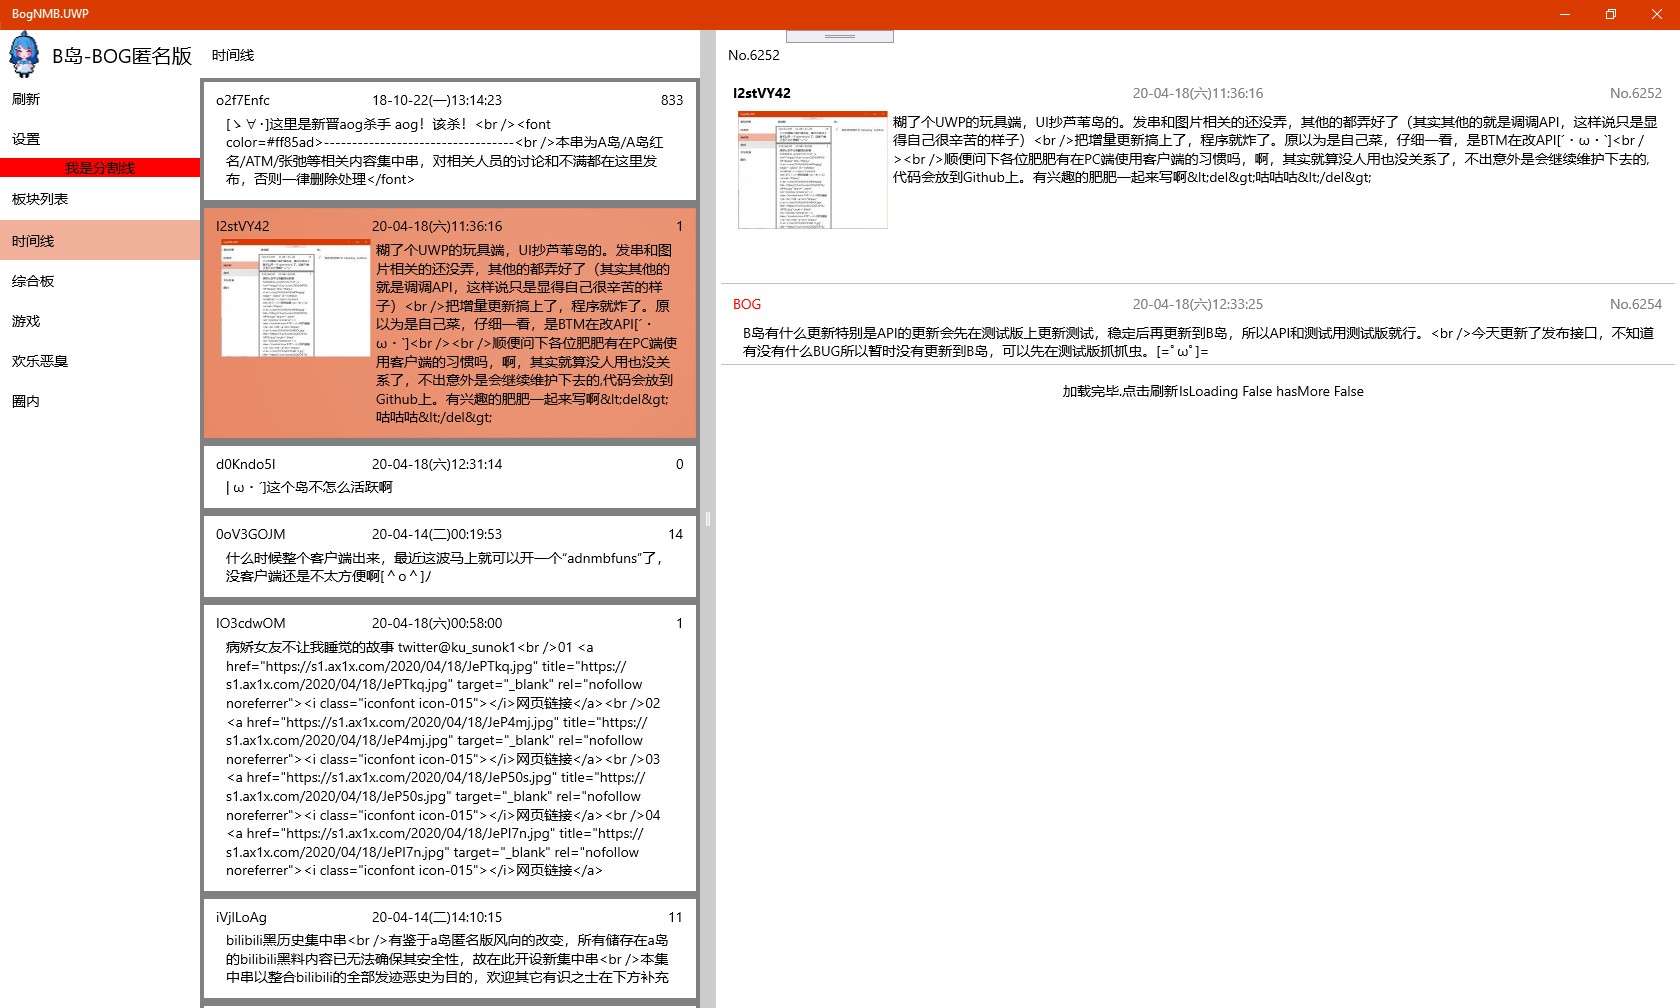 BogNMB.UWP
B岛-BOG匿名版
刷新
设置
我是分割线
板块列表
时间线
综合板
游戏
欢乐恶臭
圈内
时间线
o2f7Enfc 18-10-22(一)13:14:23 833
[ゝ∀･]这里是新晋aog杀手 aog！该杀！<br /><font
color=#ff85ad>-----------------------------------<br />本串为A岛/A岛红
名/ATM/张弛等相关内容集中串，对相关人员的讨论和不满都在这里发
布，否则一律删除处理</font>
I2stVY42 20-04-18(六)11:36:16 1
糊了个UWP的玩具端，UI抄芦苇岛的。发串和图
片相关的还没弄，其他的都弄好了（其实其他的
就是调调API，这样说只是显得自己很辛苦的样
子）<br />把增量更新搞上了，程序就炸了。原
以为是自己菜，仔细一看，是BTM在改API[´・
ω・`]<br /><br />顺便问下各位肥肥有在PC端使
用客户端的习惯吗，啊，其实就算没人用也没关
系了，不出意外是会继续维护下去的,代码会放到
Github上。有兴趣的肥肥一起来写啊&lt;del&gt;
咕咕咕&lt;/del&gt;
d0Kndo5I 20-04-18(六)12:31:14 0
| ω・´]这个岛不怎么活跃啊
0oV3GOJM 20-04-14(二)00:19:53 14
什么时候整个客户端出来，最近这波马上就可以开一个“adnmbfuns”了，
没客户端还是不太方便啊[ ^ o ^ ]/
IO3cdwOM 20-04-18(六)00:58:00 1
病娇女友不让我睡觉的故事 twitter@ku_sunok1<br />01 <a
href="https://s1.ax1x.com/2020/04/18/JePTkq.jpg" title="https://
s1.ax1x.com/2020/04/18/JePTkq.jpg" target="_blank" rel="nofollow
noreferrer"><i class="iconfont icon-015"></i>网页链接</a><br />02
<a href="https://s1.ax1x.com/2020/04/18/JeP4mj.jpg" title="https://
s1.ax1x.com/2020/04/18/JeP4mj.jpg" target="_blank" rel="nofollow
noreferrer"><i class="iconfont icon-015"></i>网页链接</a><br />03
<a href="https://s1.ax1x.com/2020/04/18/JeP50s.jpg" title="https://
s1.ax1x.com/2020/04/18/JeP50s.jpg" target="_blank" rel="nofollow
noreferrer"><i class="iconfont icon-015"></i>网页链接</a><br />04
<a href="https://s1.ax1x.com/2020/04/18/JePI7n.jpg" title="https://
s1.ax1x.com/2020/04/18/JePI7n.jpg" target="_blank" rel="nofollow
noreferrer"><i class="iconfont icon-015"></i>网页链接</a>
iVjlLoAg 20-04-14(二)14:10:15 11
bilibili黑历史集中串<br />有鉴于a岛匿名版风向的改变，所有储存在a岛
的bilibili黑料内容已无法确保其安全性，故在此开设新集中串<br />本集
中串以整合bilibili的全部发迹恶史为目的，欢迎其它有识之士在下方补充
No.6252
I2stVY42 20-04-18(六)11:36:16 No.6252
糊了个UWP的玩具端，UI抄芦苇岛的。发串和图片相关的还没弄，其他的都弄好了（其实其他的就是调调API，这样说只是显
得自己很辛苦的样子）<br />把增量更新搞上了，程序就炸了。原以为是自己菜，仔细一看，是BTM在改API[´・ω・`]<br /
><br />顺便问下各位肥肥有在PC端使用客户端的习惯吗，啊，其实就算没人用也没关系了，不出意外是会继续维护下去的,
代码会放到Github上。有兴趣的肥肥一起来写啊&lt;del&gt;咕咕咕&lt;/del&gt;
BOG 20-04-18(六)12:33:25 No.6254
B岛有什么更新特别是API的更新会先在测试版上更新测试，稳定后再更新到B岛，所以API和测试用测试版就行。<br />今天更新了发布接口，不知道
有没有什么BUG所以暂时没有更新到B岛，可以先在测试版抓抓虫。[=ﾟωﾟ]=
加载完毕,点击刷新IsLoading False hasMore False